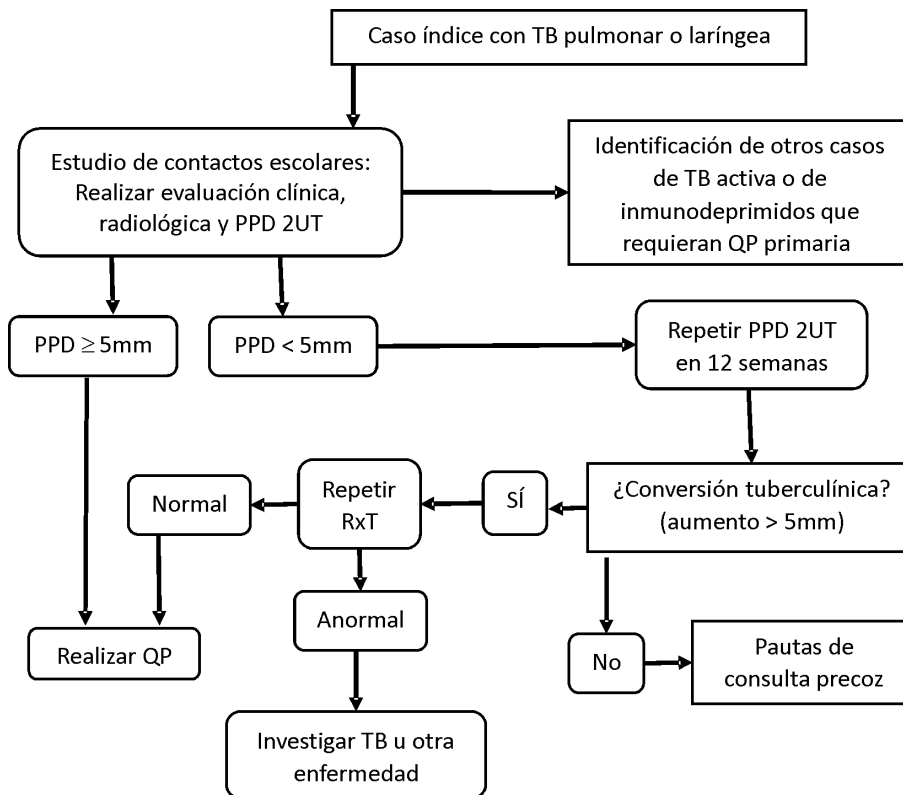 Caso índice con TB pulmonar o laríngea
Estudio de contactos escolares:
Realizar evaluación clínica,
radiológica y PPD 2UT
Identificación de otros casos
de TB activa o de
inmunodeprimidos que
requieran QP primaria
PPD ≥ 5mm
PPD < 5mm
Repetir PPD 2UT
en 12 semanas
¿Conversión tuberculínica?
(aumento > 5mm)
SÍ
Repetir
RxT
Normal
Anormal
Realizar QP
No
Pautas de
consulta precoz
Investigar TB u otra
enfermedad